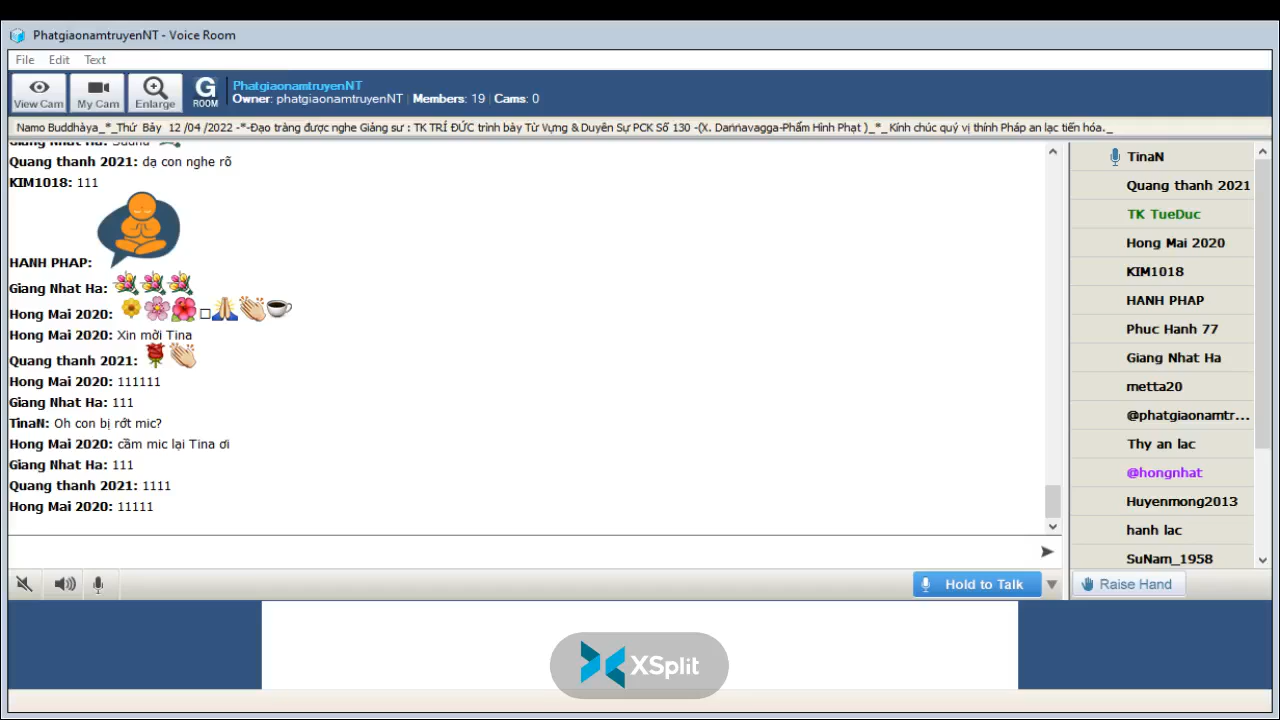 PhatgiaonamtruyenNT - Voice Room
File Edit Text
View Cam My Cam Enlarge G ROOM
PhatgiaonamtruyenNT
Owner: phatgiaonamtruyenNT | Members: 19 | Cams: 0
Namo Buddhàya_*_Thứ Bảy 12 /04 /2022 -*-Đạo tràng được nghe Giảng sư : TK TRÍ ĐỨC trình bày Từ Vựng & Duyên Sự PCK Số 130 -(X. Daṇḍavagga-Phẩm Hình Phạt )_*_ Kính chúc quý vị thính Pháp an lạc tiến hóa._
Quang thanh 2021: dạ con nghe rõ
KIM1018: 111
HANH PHAP:
Giang Nhat Ha:
Hong Mai 2020:
Hong Mai 2020: Xin mời Tina
Quang thanh 2021:
Hong Mai 2020: 111111
Giang Nhat Ha: 111
TinaN: Oh con bị rớt mic?
Hong Mai 2020: cầm mic lại Tina ơi
Giang Nhat Ha: 111
Quang thanh 2021: 1111
Hong Mai 2020: 11111
TinaN
Quang thanh 2021
TK TueDuc
Hong Mai 2020
KIM1018
HANH PHAP
Phuc Hanh 77
Giang Nhat Ha
metta20
@phatgiaonamtr...
Thy an lac
@hongnhat
Huyenmong2013
hanh lac
SuNam_1958
Hold to Talk
Raise Hand
XSplit